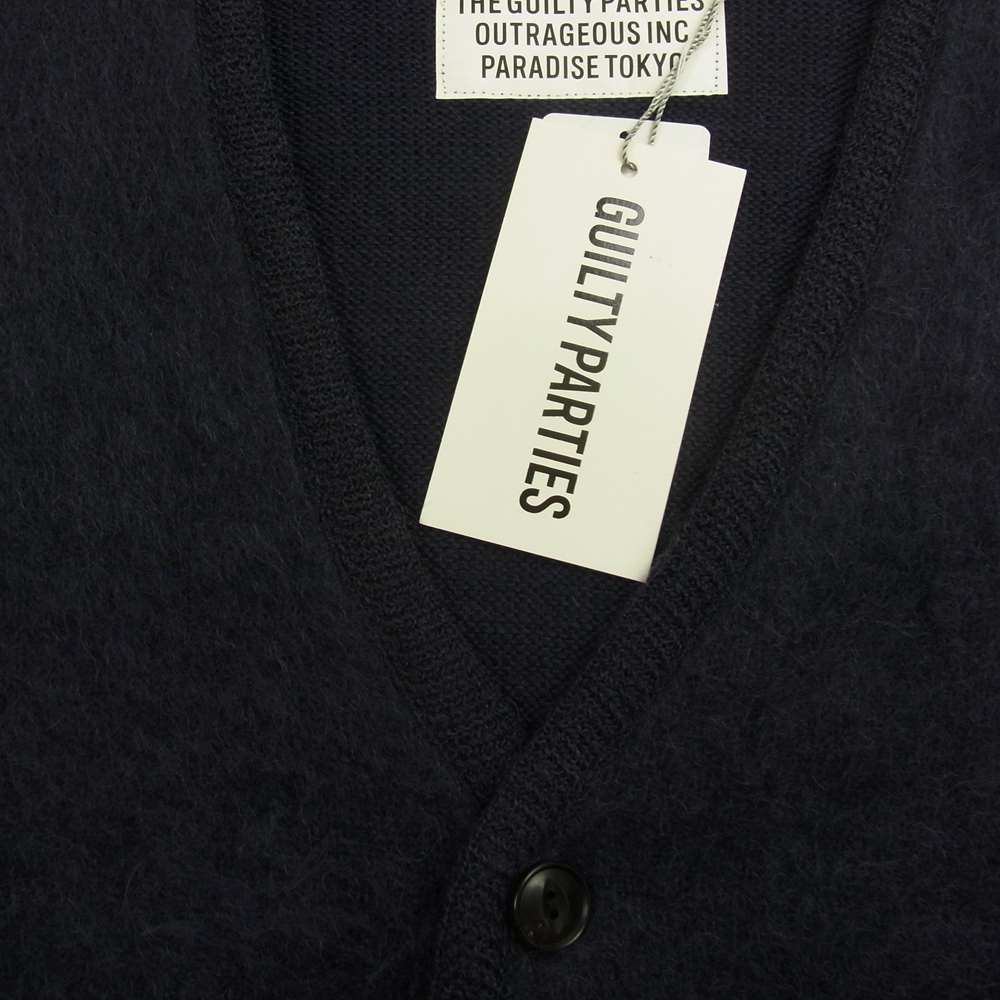 THE GUILTY PARTIES
OUTRAGEOUS INC
PARADISE TOKYO
GUILTY PARTIES